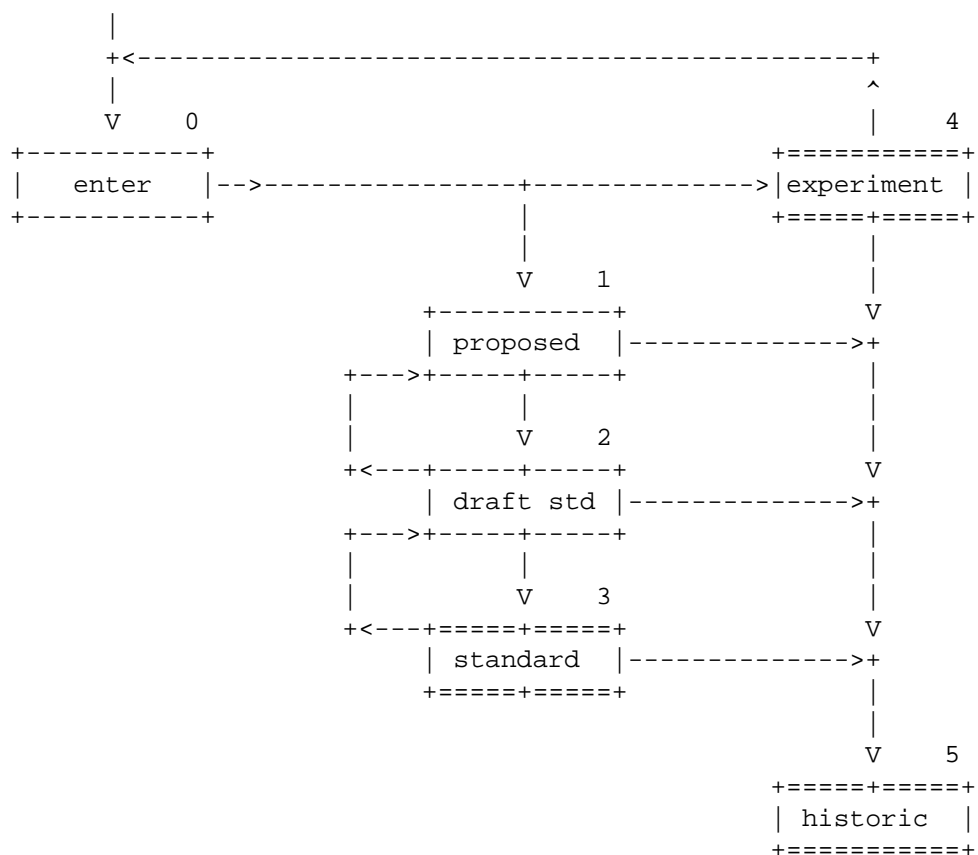 |
            +<----------------------------------------------+
            |                                               ^
            V    0                                          |    4
      +-----------+                                   +===========+
      |   enter   |-->----------------+-------------->|experiment |
      +-----------+                   |               +=====+=====+
                                      |                     |
                                      V    1                |
                                +-----------+               V
                                | proposed  |-------------->+
                           +--->+-----+-----+               |
                           |          |                     |
                           |          V    2                |
                           +<---+-----+-----+               V
                                | draft std |-------------->+
                           +--->+-----+-----+               |
                           |          |                     |
                           |          V    3                |
                           +<---+=====+=====+               V
                                | standard  |-------------->+
                                +=====+=====+               |
                                                            |
                                                            V    5
                                                      +=====+=====+
                                                      | historic  |
                                                      +===========+